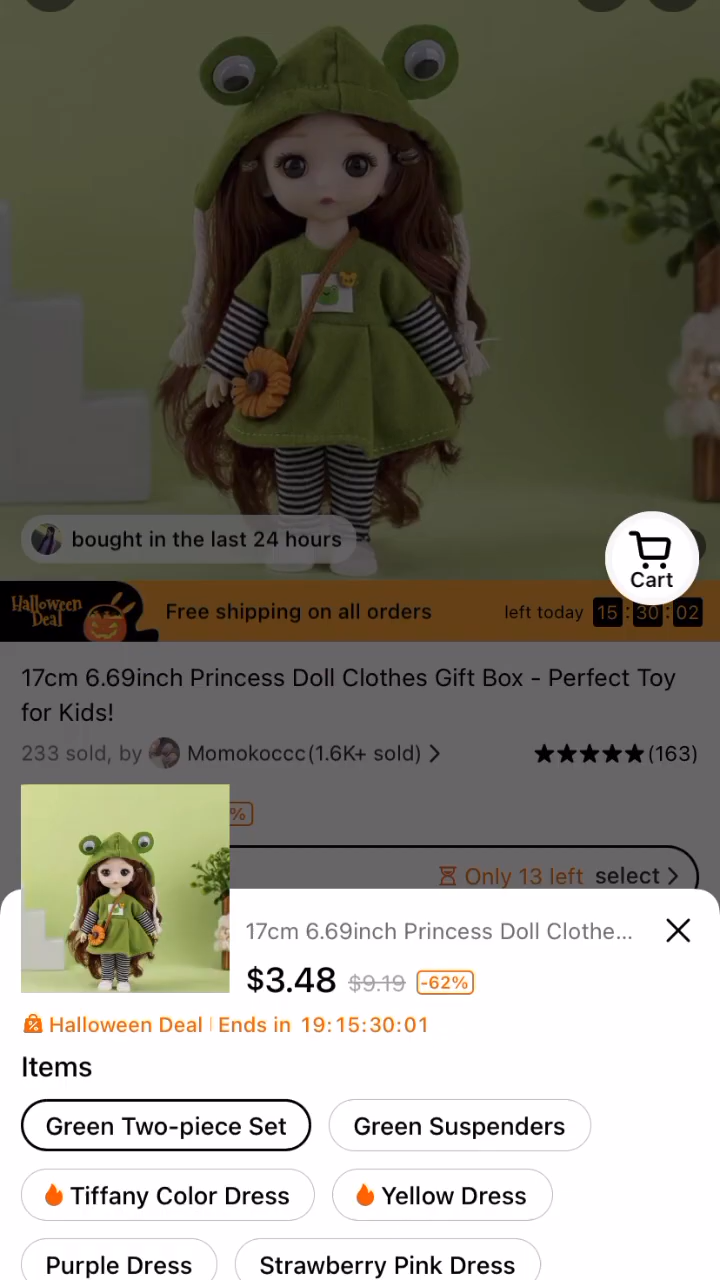 bought in the last 24 hours
Cart
Halloween
Deal
Free shipping on all orders
left today 15 : 30 : 02
17cm 6.69inch Princess Doll Clothes Gift Box - Perfect Toy
for Kids!
233 sold, by Momokoccc(1.6K+ sold) >
★★★★★(163)
%
Only 13 left select >
17cm 6.69inch Princess Doll Clothe...
$3.48 $9.19 -62%
Halloween Deal | Ends in 19:15:30:01
Items
Green Two-piece Set
Green Suspenders
Tiffany Color Dress
Yellow Dress
Purple Dress
Strawberry Pink Dress